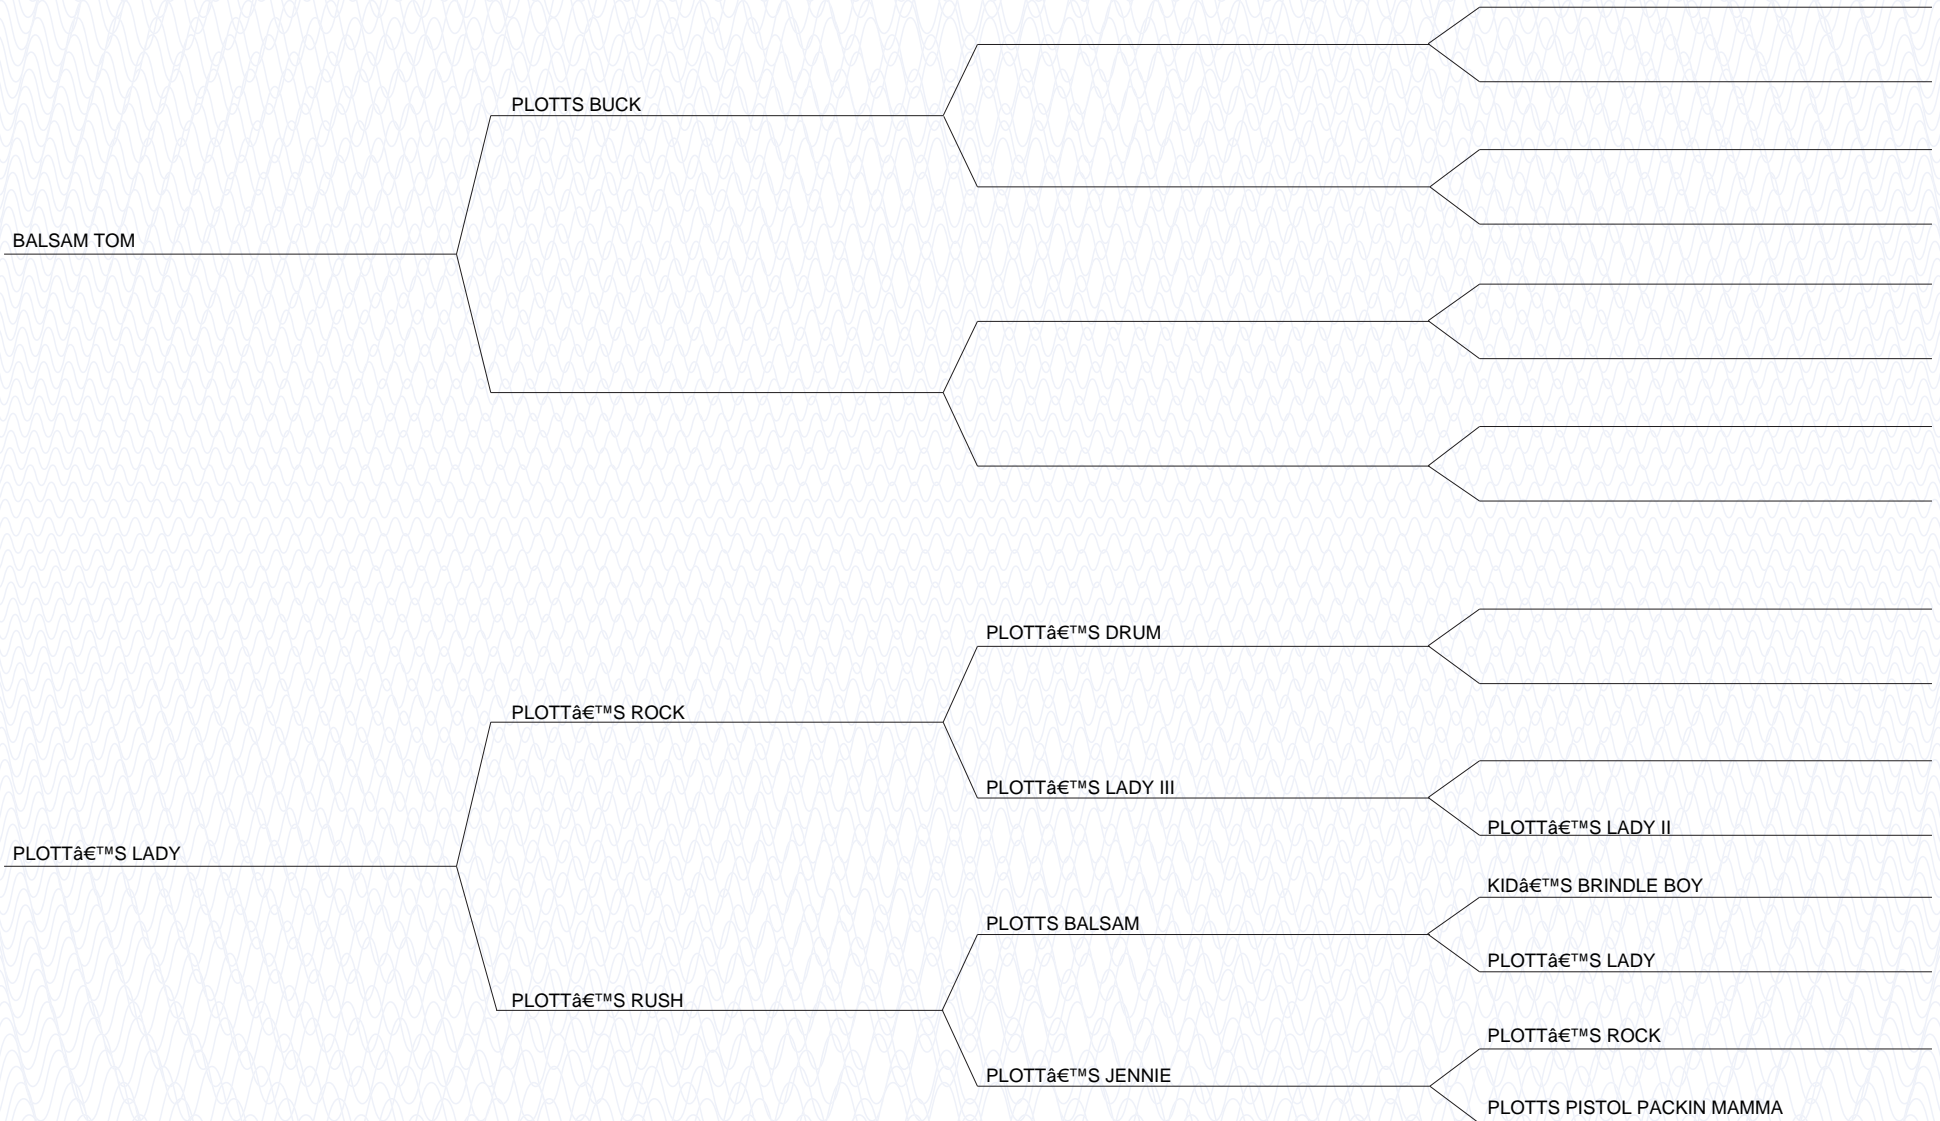 PLOTTS BUCK
BALSAM TOM
PLOTTâ€™S DRUM
PLOTTâ€™S ROCK
PLOTTâ€™S LADY III
PLOTTâ€™S LADY II
PLOTTâ€™S LADY
KIDâ€™S BRINDLE BOY
PLOTTS BALSAM
PLOTTâ€™S LADY
PLOTTâ€™S RUSH
PLOTTâ€™S ROCK
PLOTTâ€™S JENNIE
PLOTTS PISTOL PACKIN MAMMA